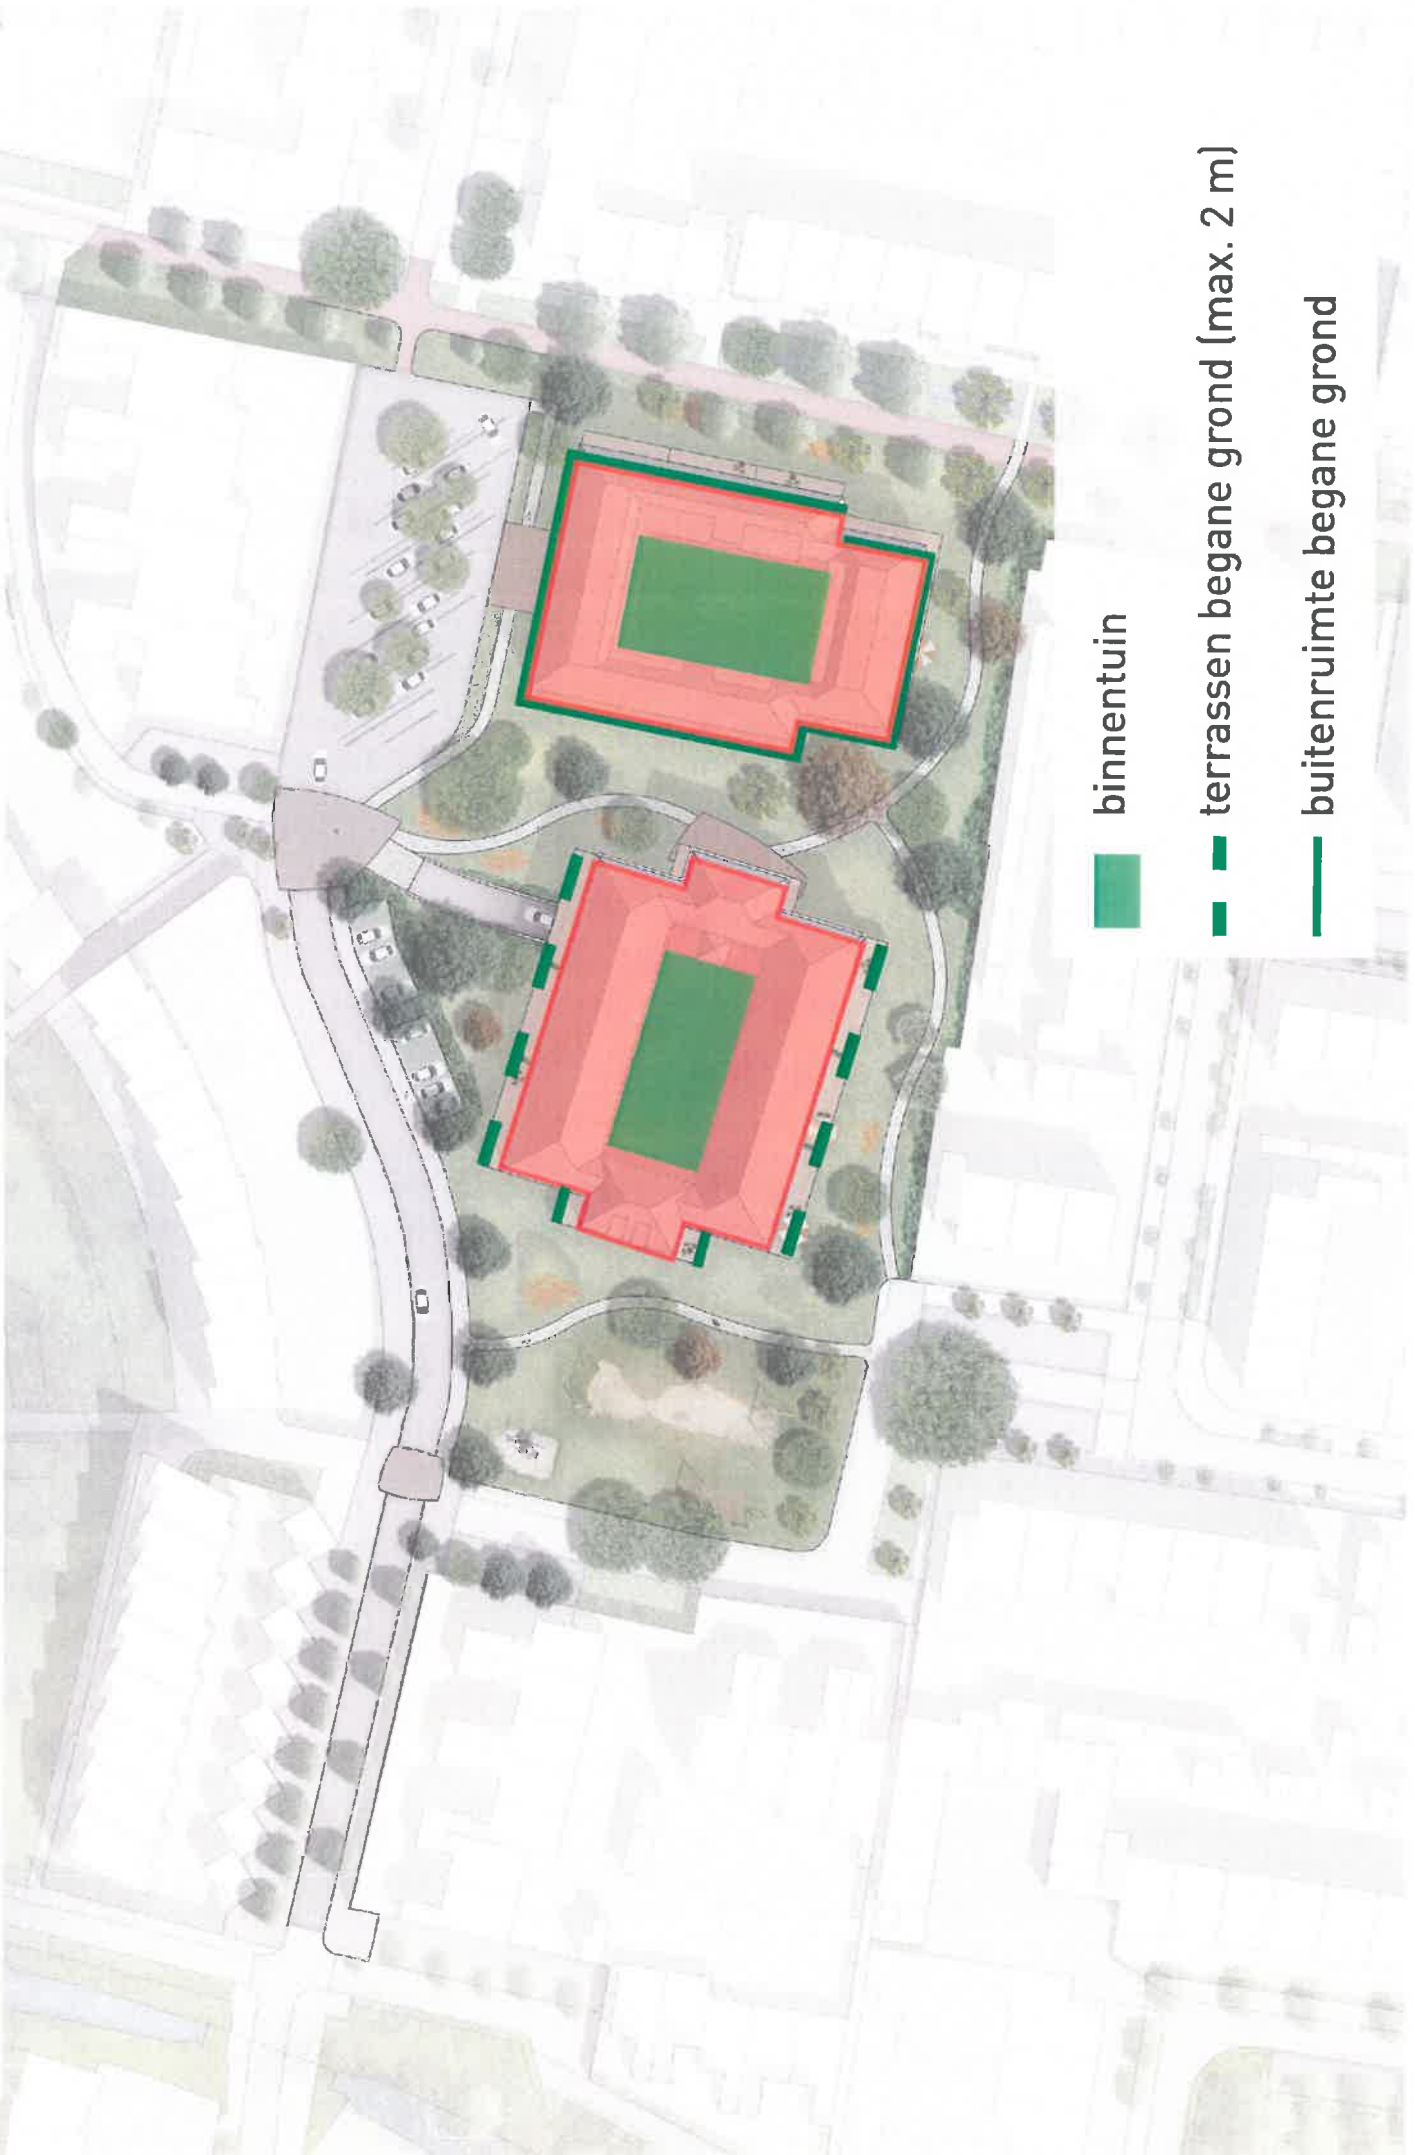 binnentuin
terrassen begane grond (max. 2 m)
buitenruimte begane grond